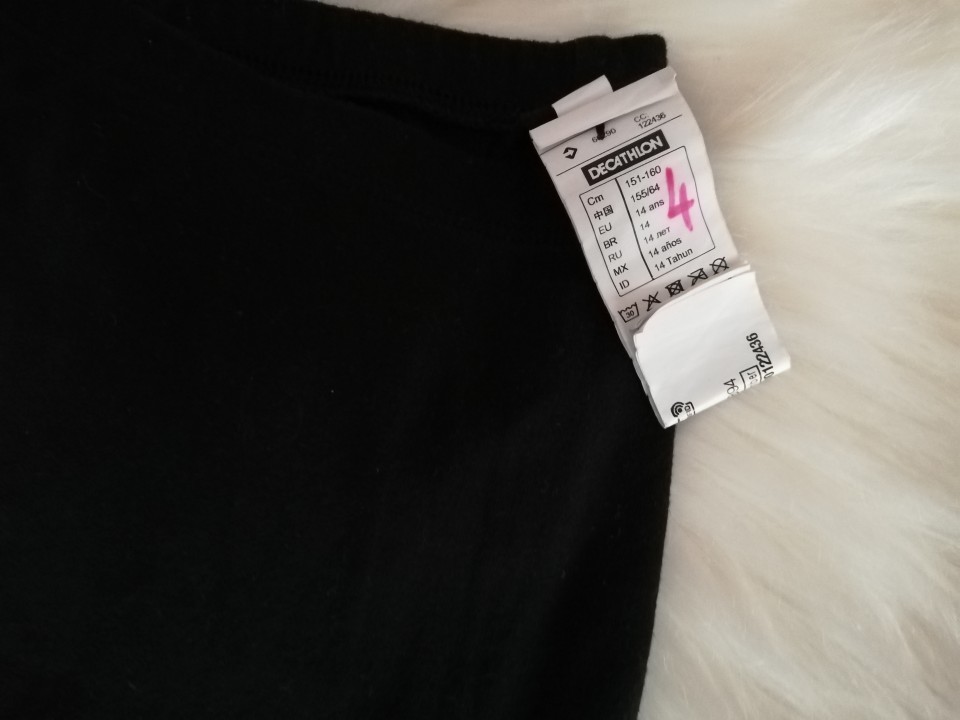 CC
122436
DECATHLON
Cm 151-160
中国 155/64
EU 14 ans
BR 14
RU 14 лет
MX 14 años
ID 14 Tahun
4
30
0122436